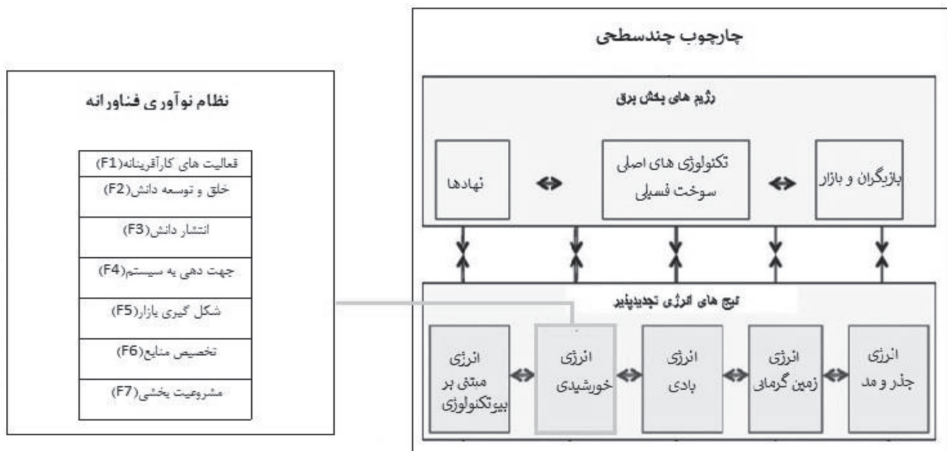 چارچوب چندسطحی
رژیم های پخش برق
بازیگران و بازار
تکنولوژی های اصلی
سوخت فسیلی
نهادها
نیچ های انرژی تجدیدپذیر
انرژی
جذر و مد
انرژی
زمین گرمایی
انرژی
بادی
انرژی
خورشیدی
انرژی
مبتنی بر
بیوتکنولوژی
نظام نوآوری فناورانه
فعالیت های کارآفرینانه(F1)
خلق و توسعه دانش(F2)
انتشار دانش(F3)
جهت دهی به سیستم(F4)
شکل گیری بازار(F5)
تخصیص منابع(F6)
مشروعیت بخشی(F7)